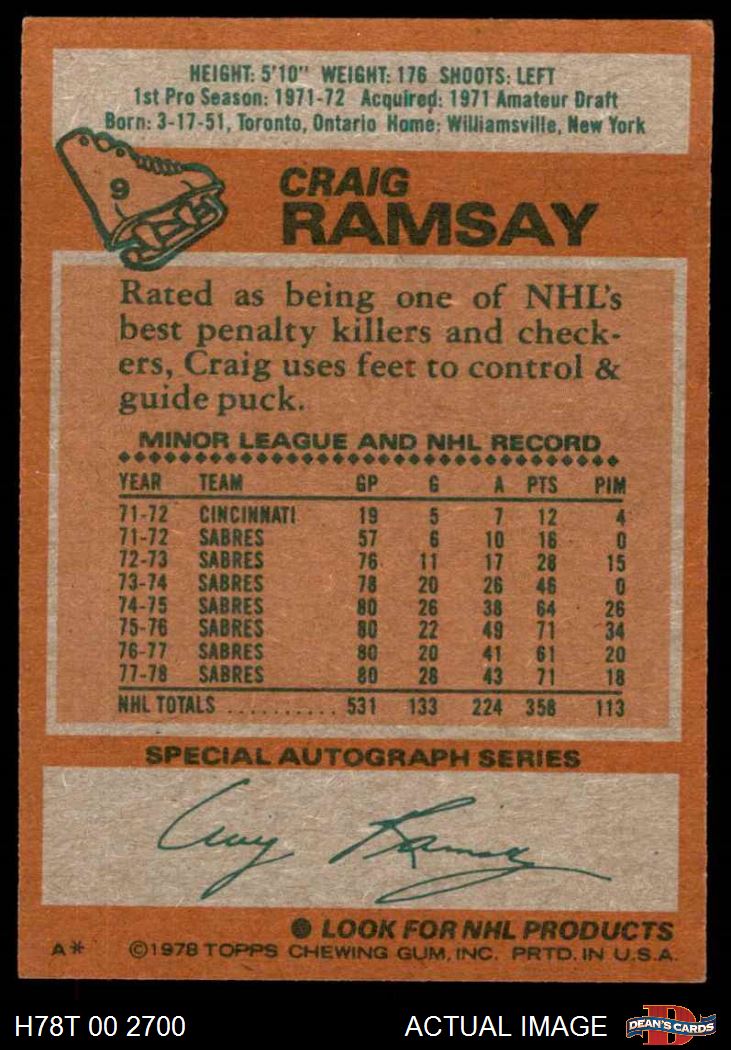 HEIGHT: 5'10" WEIGHT: 176 SHOOTS: LEFT
1st Pro Season: 1971-72 Acquired: 1971 Amateur Draft
Born: 3-17-51, Toronto, Ontario Home: Williamsville, New York
9
CRAIG
RAMSAY
Rated as being one of NHL's
best penalty killers and check-
ers, Craig uses feet to control &
guide puck.
MINOR LEAGUE AND NHL RECORD
YEAR TEAM GP G A PTS PIM
71-72 CINCINNATI 19 5 7 12 4
71-72 SABRES 57 6 10 16 0
72-73 SABRES 76 11 17 28 15
73-74 SABRES 78 20 26 46 0
74-75 SABRES 80 26 38 64 26
75-76 SABRES 80 22 49 71 34
76-77 SABRES 80 20 41 61 20
77-78 SABRES 80 28 43 71 18
NHL TOTALS .......... 531 133 224 358 113
SPECIAL AUTOGRAPH SERIES
Craig Ramsay
● LOOK FOR NHL PRODUCTS
A* ©1978 TOPPS CHEWING GUM, INC. PRTD. IN U.S.A.
H78T 00 2700 ACTUAL IMAGE DEAN'S CARDS